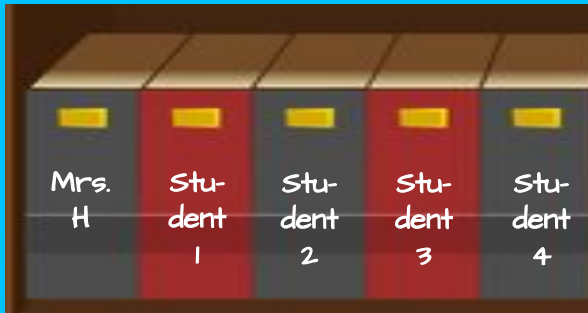 Mrs.
H
Stu-
dent
1
Stu-
dent
2
Stu-
dent
3
Stu-
dent
4